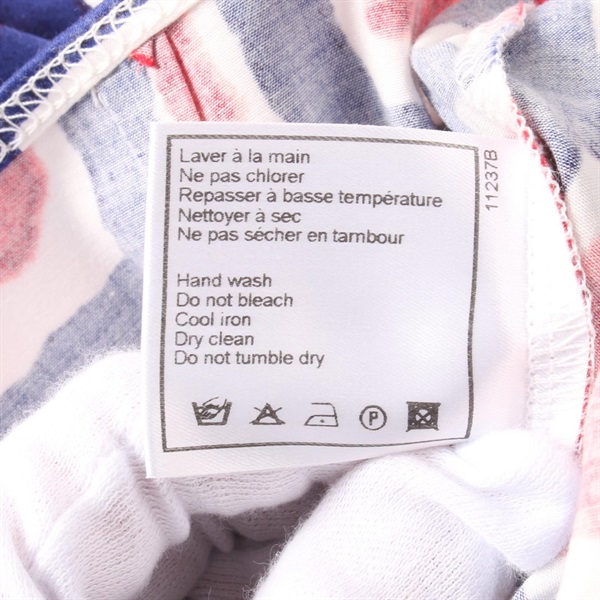 Laver à la main
Ne pas chlorer
Repasser à basse température
Nettoyer à sec
Ne pas sécher en tambour
Hand wash
Do not bleach
Cool iron
Dry clean
Do not tumble dry
P
11237B